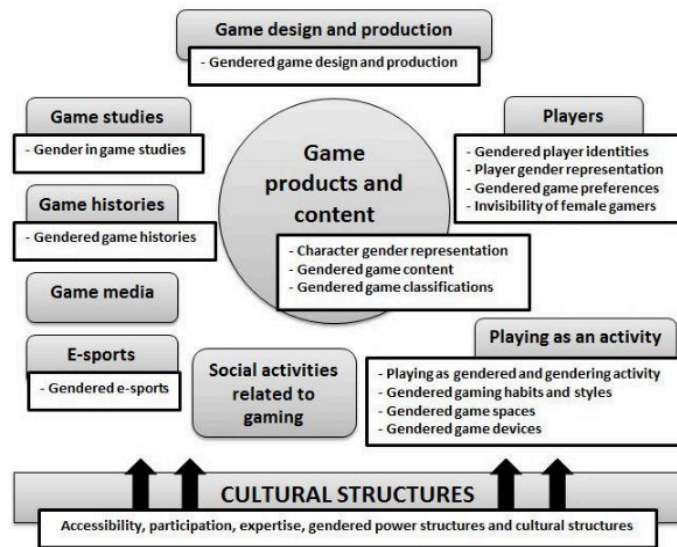 Game design and production
- Gendered game design and production
Game studies
- Gender in game studies
Game histories
- Gendered game histories
Game media
E-sports
- Gendered e-sports
Game
products and
content
- Character gender representation
- Gendered game content
- Gendered game classifications
Social activities
related to
gaming
Players
- Gendered player identities
- Player gender representation
- Gendered game preferences
- Invisibility of female gamers
Playing as an activity
- Playing as gendered and gendering activity
- Gendered gaming habits and styles
- Gendered game spaces
- Gendered game devices
CULTURAL STRUCTURES
Accessibility, participation, expertise, gendered power structures and cultural structures